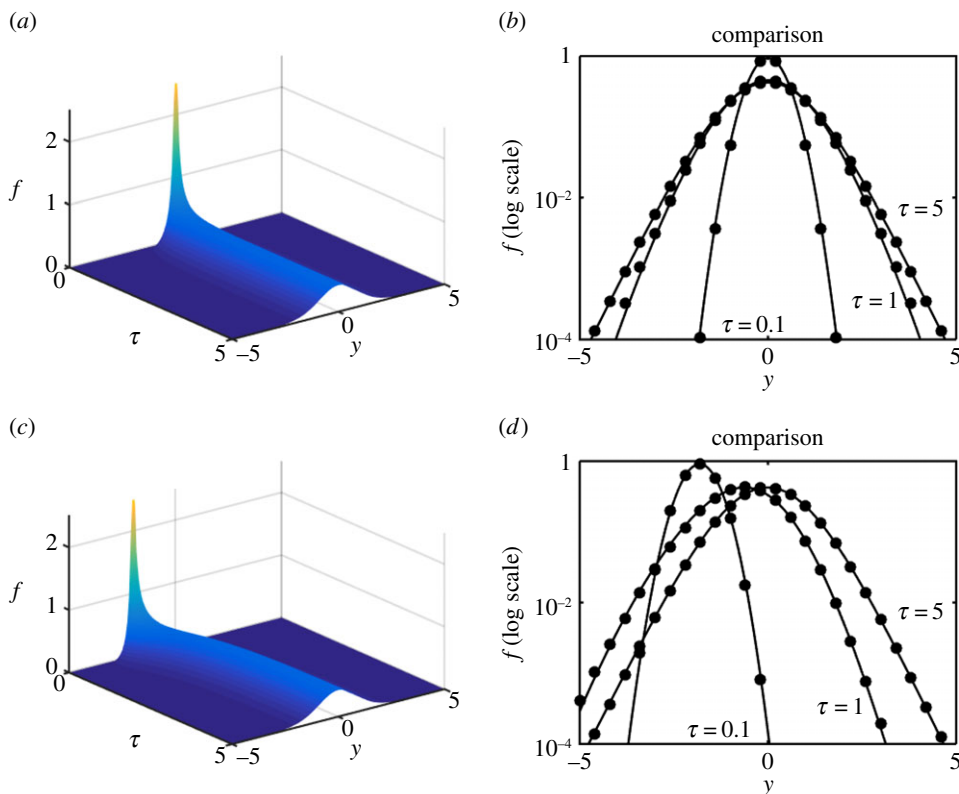 (a)
2
1
0
f
0
τ
5
−5
0
y
5
(b)
comparison
1
10−2
10−4
f (log scale)
τ = 5
τ = 1
τ = 0.1
−5
0
5
y
(c)
2
1
0
f
0
τ
5
−5
0
y
5
(d)
comparison
1
10−2
10−4
f (log scale)
τ = 5
τ = 1
τ = 0.1
−5
0
5
y